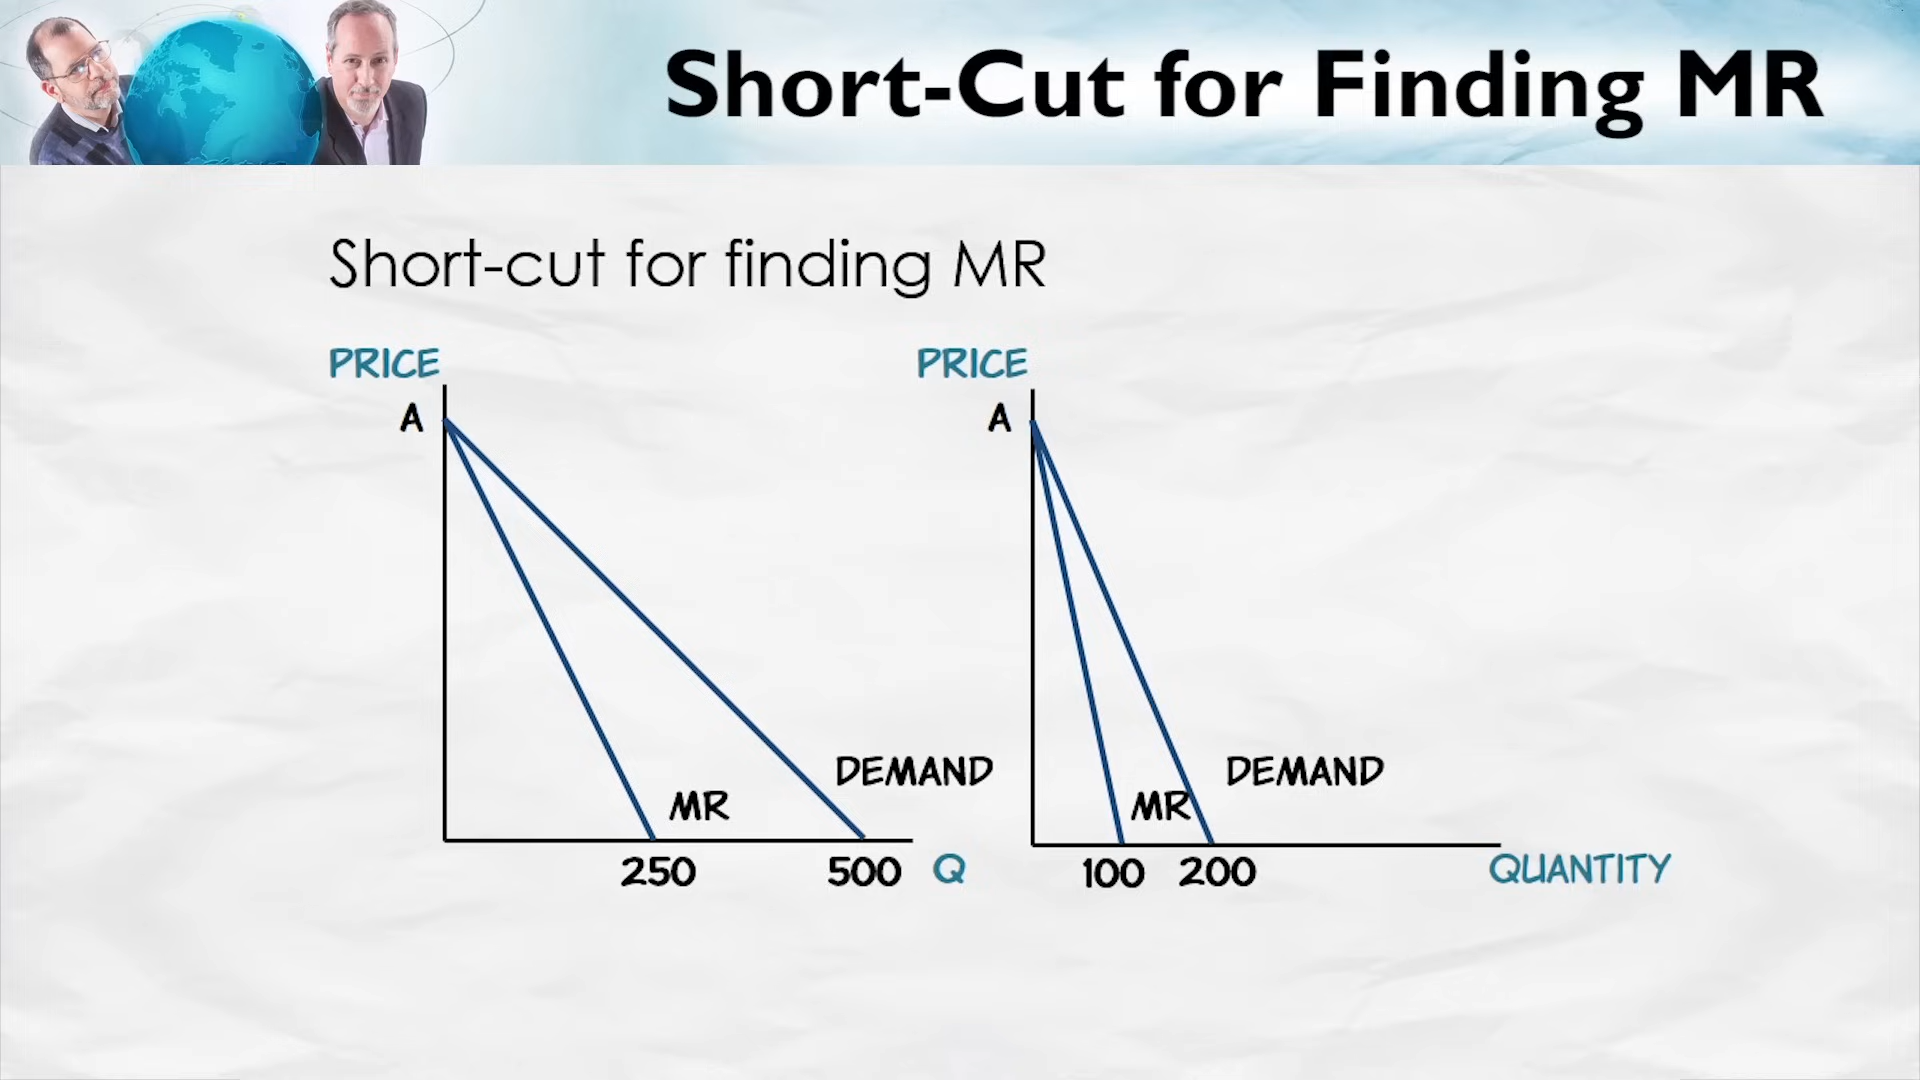 Short-Cut for Finding MR
Short-cut for finding MR
PRICE
A
MR
DEMAND
250
500
Q
PRICE
A
MR
DEMAND
100
200
QUANTITY